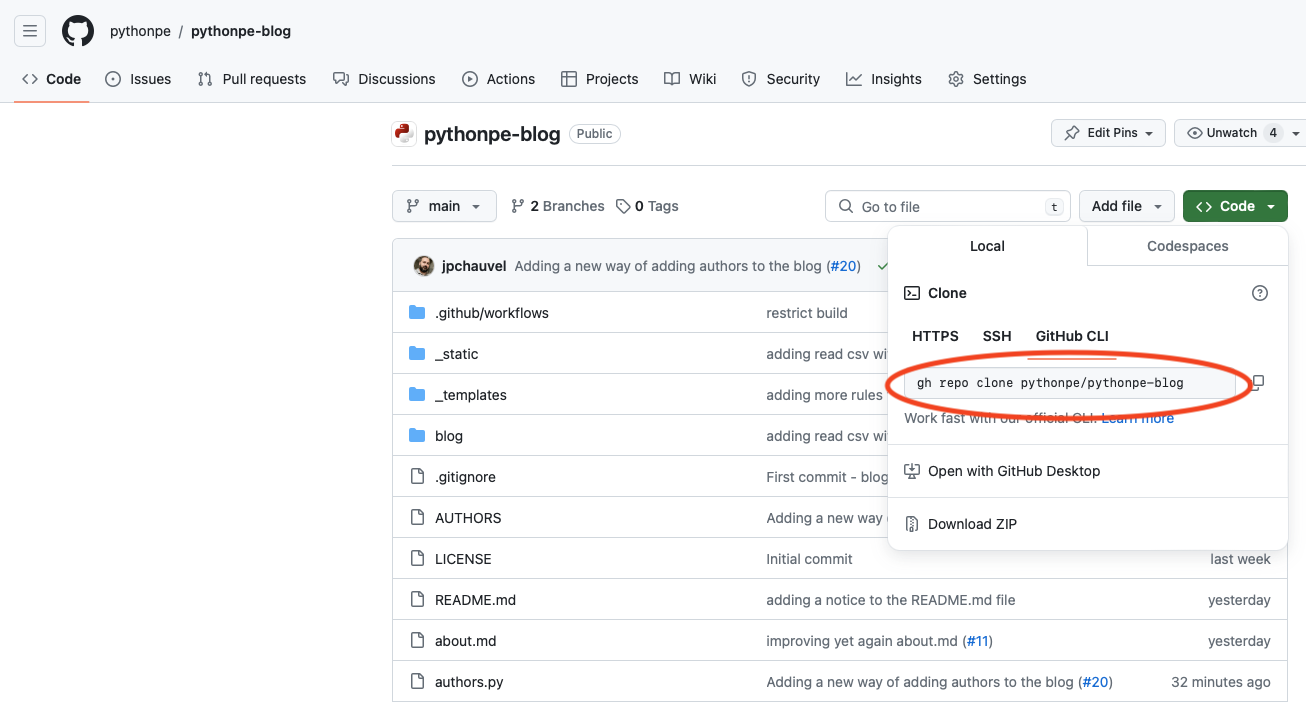 pythonpe / pythonpe-blog
Code Issues Pull requests Discussions Actions Projects Wiki Security Insights Settings
pythonpe-blog Public Edit Pins Unwatch 4
main 2 Branches 0 Tags Go to file t Add file Code
Local Codespaces
jpchauvel Adding a new way of adding authors to the blog (#20)
Clone
.github/workflows restrict build
HTTPS SSH GitHub CLI
_static adding read csv
gh repo clone pythonpe/pythonpe-blog
_templates adding more rules
Work fast with our official CLI. Learn more
blog adding read csv
Open with GitHub Desktop
.gitignore First commit - blog
AUTHORS Adding a new way
Download ZIP
LICENSE Initial commit last week
README.md adding a notice to the README.md file yesterday
about.md improving yet again about.md (#11) yesterday
authors.py Adding a new way of adding authors to the blog (#20) 32 minutes ago